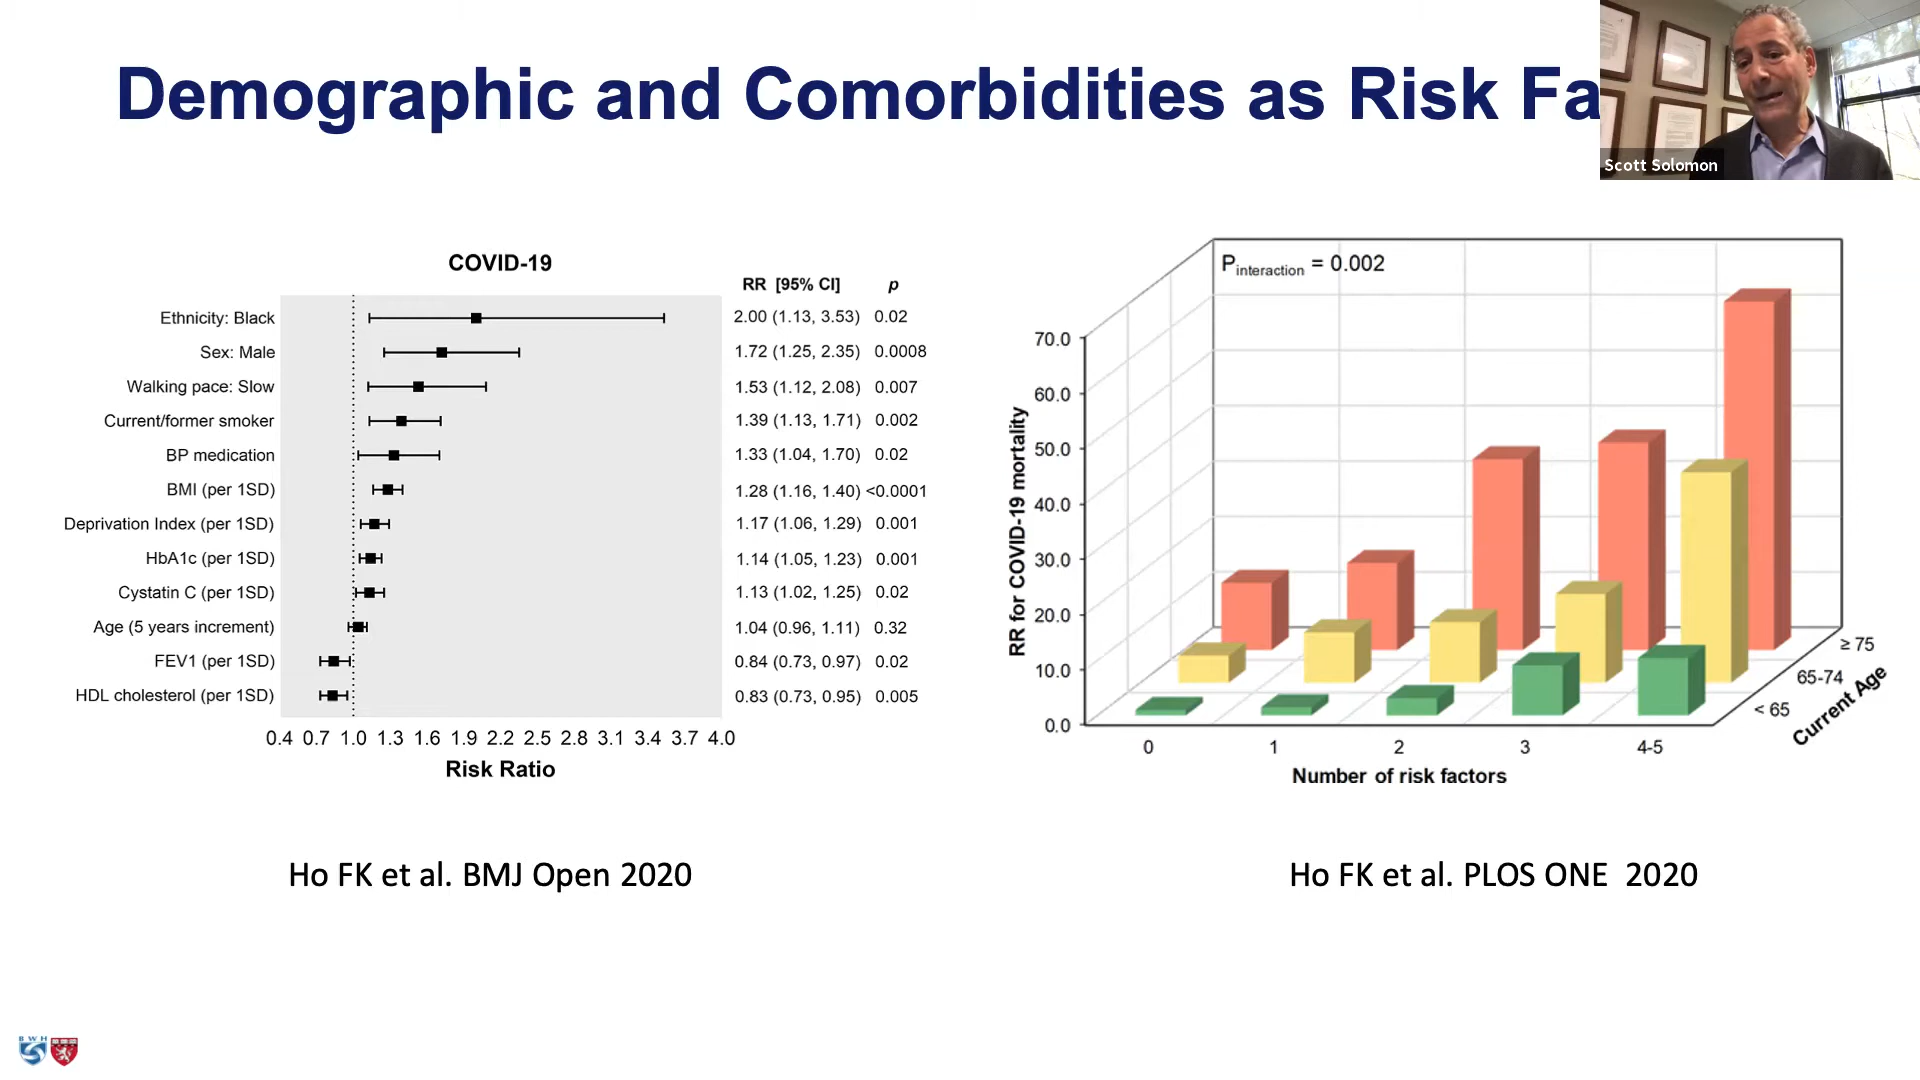 Demographic and Comorbidities as Risk Fa
Scott Solomon
COVID-19
RR [95% CI] p
Ethnicity: Black 2.00 (1.13, 3.53) 0.02
Sex: Male 1.72 (1.25, 2.35) 0.0008
Walking pace: Slow 1.53 (1.12, 2.08) 0.007
Current/former smoker 1.39 (1.13, 1.71) 0.002
BP medication 1.33 (1.04, 1.70) 0.02
BMI (per 1SD) 1.28 (1.16, 1.40) <0.0001
Deprivation Index (per 1SD) 1.17 (1.06, 1.29) 0.001
HbA1c (per 1SD) 1.14 (1.05, 1.23) 0.001
Cystatin C (per 1SD) 1.13 (1.02, 1.25) 0.02
Age (5 years increment) 1.04 (0.96, 1.11) 0.32
FEV1 (per 1SD) 0.84 (0.73, 0.97) 0.02
HDL cholesterol (per 1SD) 0.83 (0.73, 0.95) 0.005
0.4 0.7 1.0 1.3 1.6 1.9 2.2 2.5 2.8 3.1 3.4 3.7 4.0
Risk Ratio
Ho FK et al. BMJ Open 2020
Pinteraction = 0.002
RR for COVID-19 mortality
70.0
60.0
50.0
40.0
30.0
20.0
10.0
0.0
≥ 75
65-74
< 65
Current Age
0 1 2 3 4-5
Number of risk factors
Ho FK et al. PLOS ONE 2020
BWH